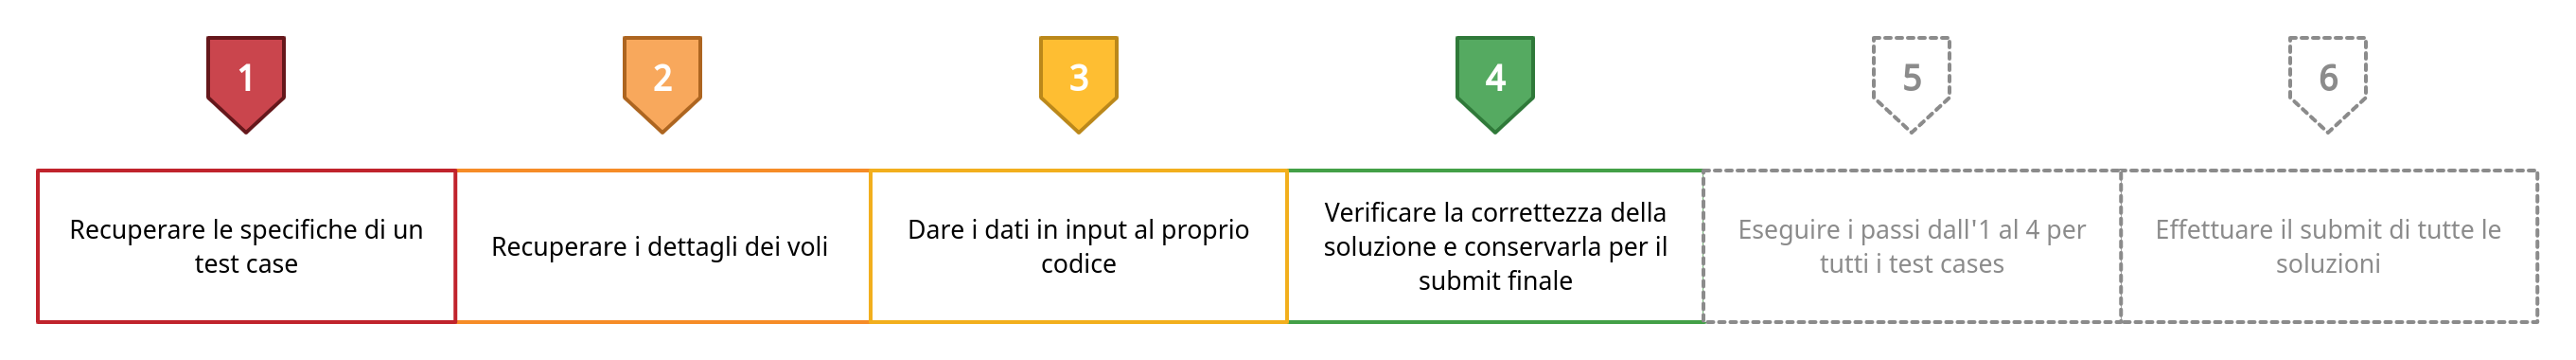 1
2
3
4
5
6
Recuperare le specifiche di un
test case
Recuperare i dettagli dei voli
Dare i dati in input al proprio
codice
Verificare la correttezza della
soluzione e conservarla per il
submit finale
Eseguire i passi dall'1 al 4 per
tutti i test cases
Effettuare il submit di tutte le
soluzioni